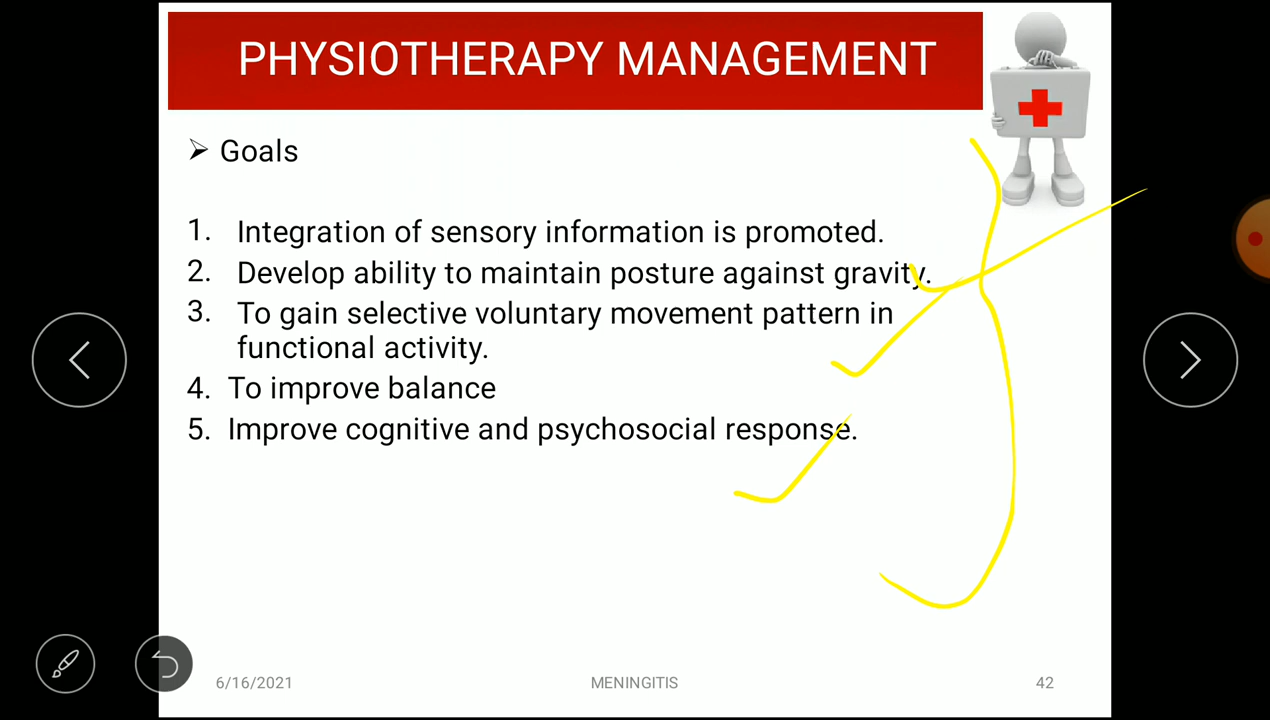 PHYSIOTHERAPY MANAGEMENT
Goals
1. Integration of sensory information is promoted.
2. Develop ability to maintain posture against gravity.
3. To gain selective voluntary movement pattern in
functional activity.
4. To improve balance
5. Improve cognitive and psychosocial response.
6/16/2021 MENINGITIS 42